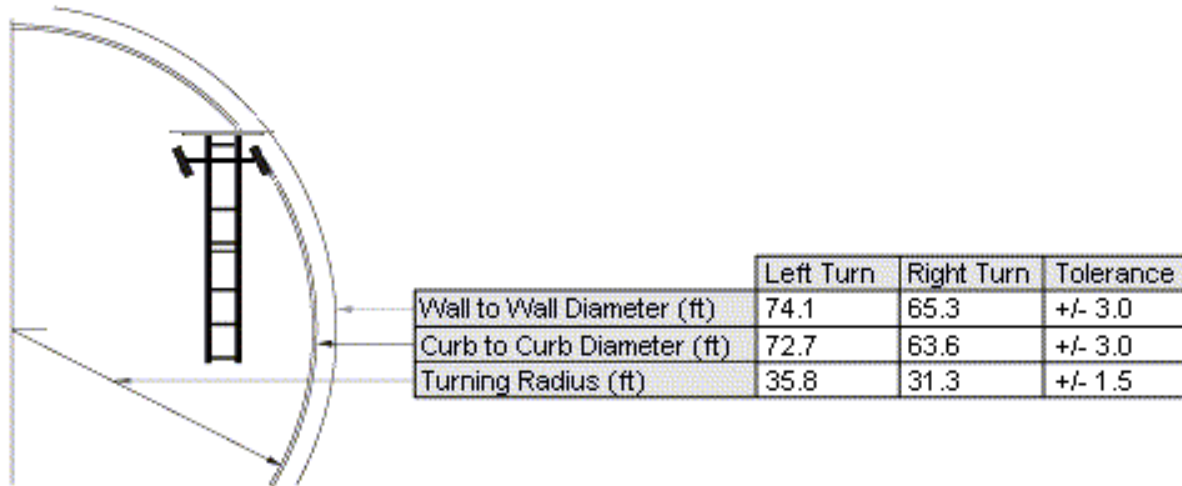 Left Turn Right Turn Tolerance
Wall to Wall Diameter (ft) 74.1 65.3 +/- 3.0
Curb to Curb Diameter (ft) 72.7 63.6 +/- 3.0
Turning Radius (ft) 35.8 31.3 +/- 1.5